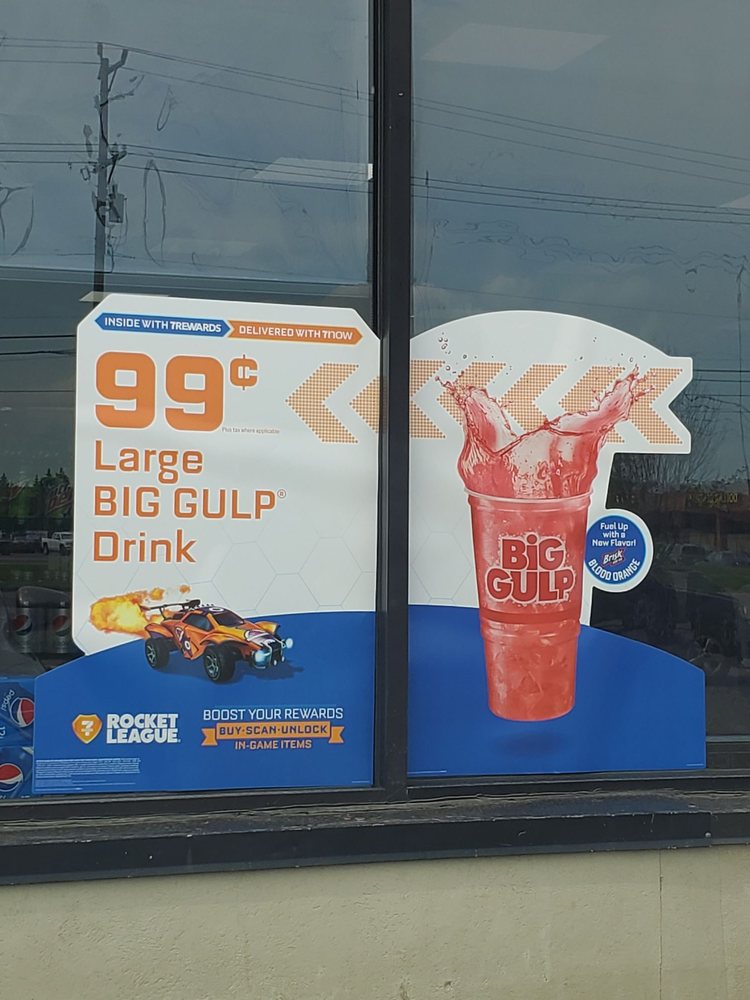 INSIDE WITH 7REWARDS
DELIVERED WITH 7NOW
99¢
Plus tax where applicable
Large
BIG GULP®
Drink
BIG
GULP
Fuel Up
with a
New Flavor!
Brisk
BLOOD ORANGE
ROCKET
LEAGUE
BOOST YOUR REWARDS
BUY·SCAN·UNLOCK
IN-GAME ITEMS
pepsi